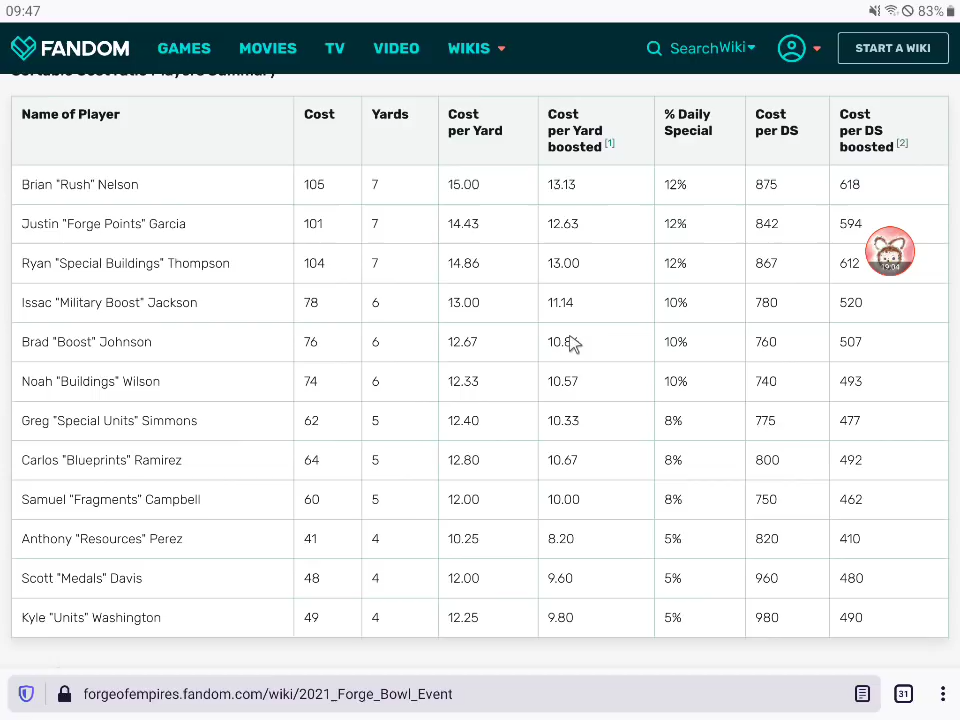 09:47
83%
FANDOM GAMES MOVIES TV VIDEO WIKIS Search Wiki START A WIKI
Name of Player Cost Yards Cost per Yard Cost per Yard boosted [1] % Daily Special Cost per DS Cost per DS boosted [2]
Brian "Rush" Nelson 105 7 15.00 13.13 12% 875 618
Justin "Forge Points" Garcia 101 7 14.43 12.63 12% 842 594
Ryan "Special Buildings" Thompson 104 7 14.86 13.00 12% 867 612
19:04
Issac "Military Boost" Jackson 78 6 13.00 11.14 10% 780 520
Brad "Boost" Johnson 76 6 12.67 10% 760 507
Noah "Buildings" Wilson 74 6 12.33 10.57 10% 740 493
Greg "Special Units" Simmons 62 5 12.40 10.33 8% 775 477
Carlos "Blueprints" Ramirez 64 5 12.80 10.67 8% 800 492
Samuel "Fragments" Campbell 60 5 12.00 10.00 8% 750 462
Anthony "Resources" Perez 41 4 10.25 8.20 5% 820 410
Scott "Medals" Davis 48 4 12.00 9.60 5% 960 480
Kyle "Units" Washington 49 4 12.25 9.80 5% 980 490
forgeofempires.fandom.com/wiki/2021_Forge_Bowl_Event 31